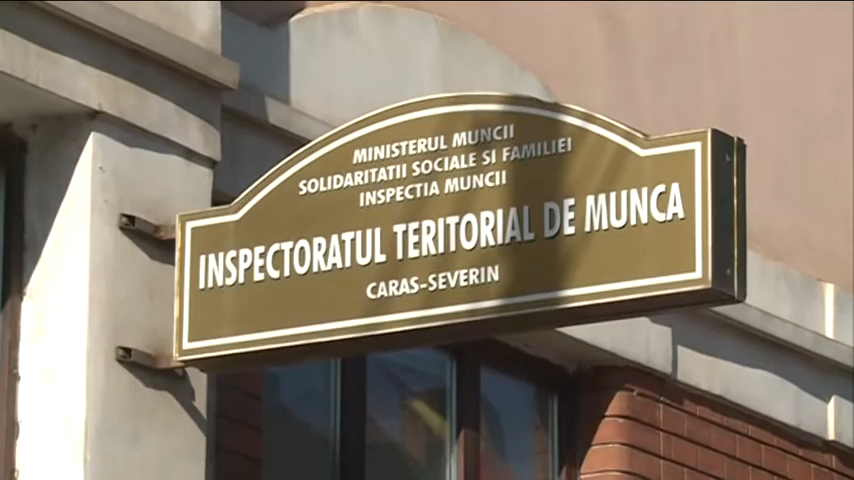 MINISTERUL MUNCII
SOLIDARITATII SOCIALE SI FAMILIEI
INSPECTIA MUNCII
INSPECTORATUL TERITORIAL DE MUNCA
CARAS-SEVERIN